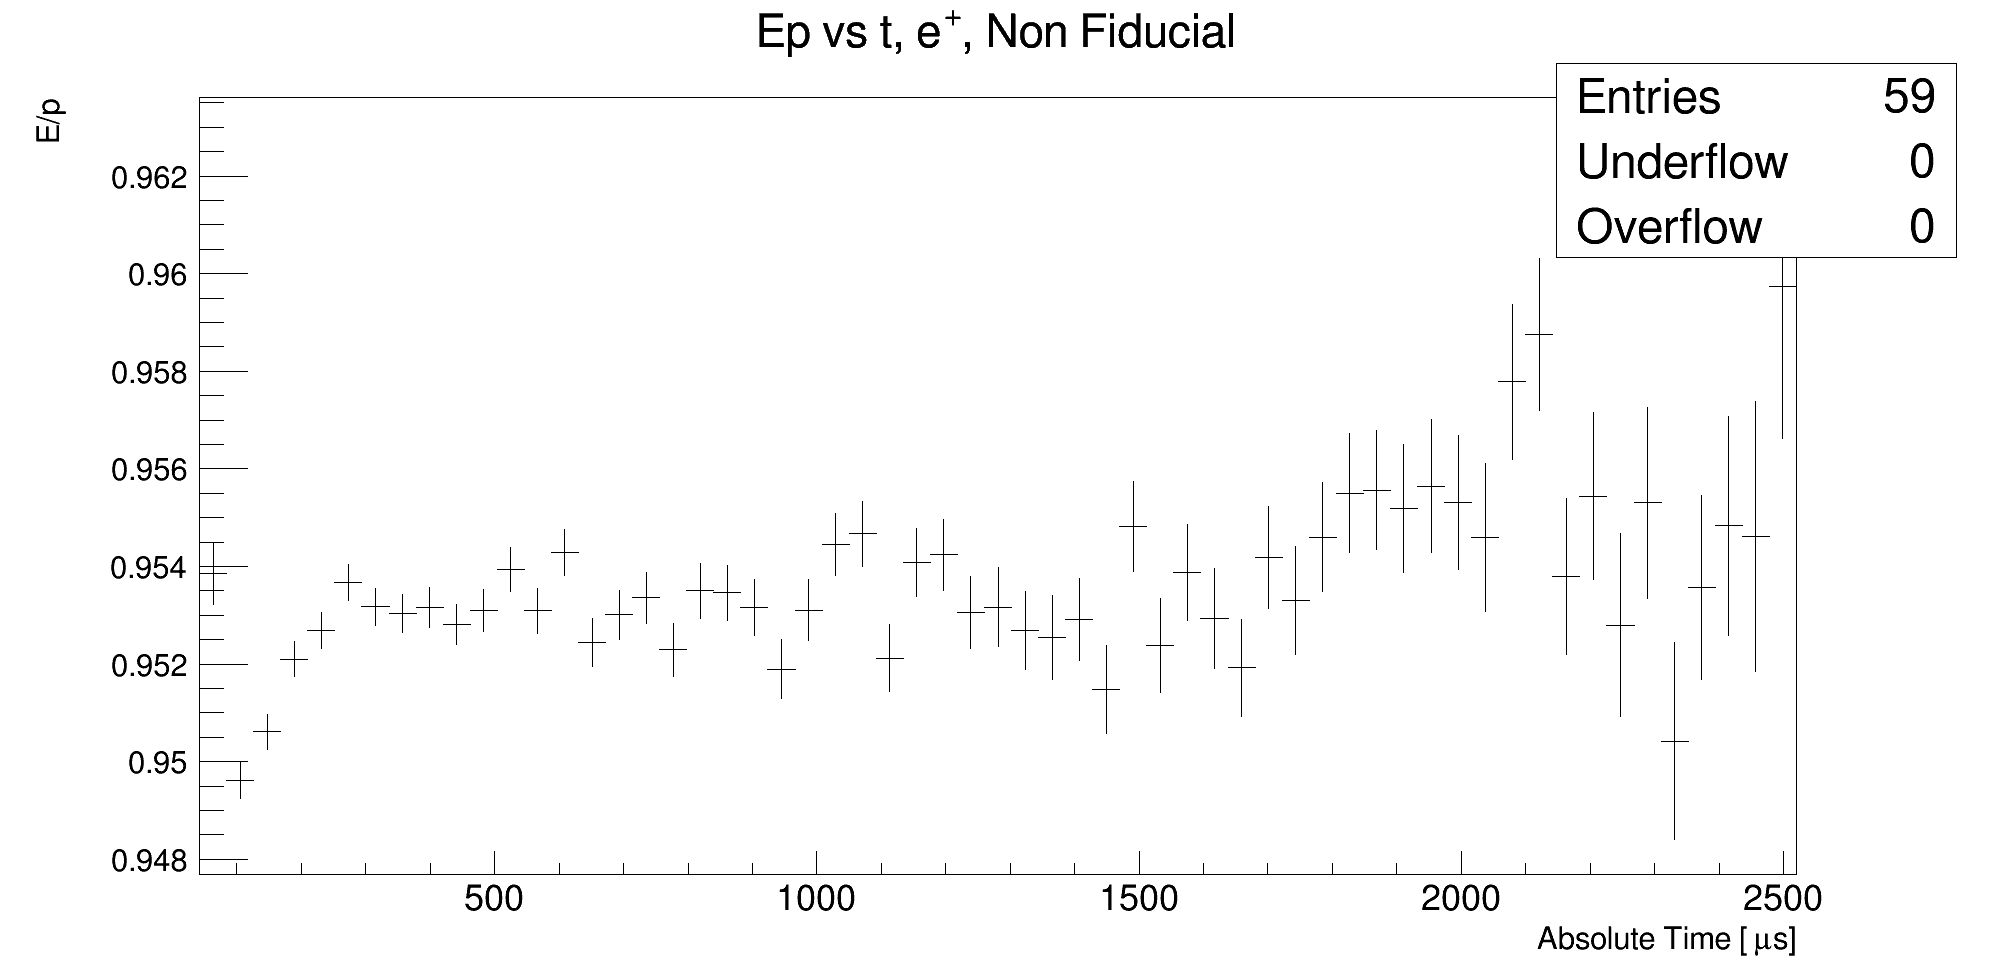 Ep vs t, e⁺, Non Fiducial
Entries 59
Underflow 0
Overflow 0
E/p
0.962
0.96
0.958
0.956
0.954
0.952
0.95
0.948
500 1000 1500 2000 2500
Absolute Time [ μs]